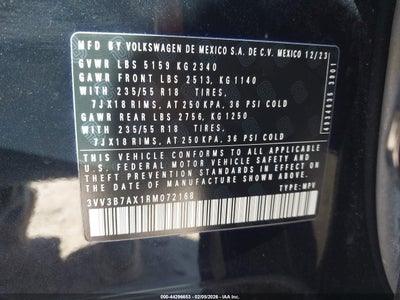 MFD BY VOLKSWAGEN DE MEXICO S.A. DE C.V. MEXICO 12/23
GVWR LBS 5159 KG 2340
GAWR FRONT LBS 2513, KG 1140
WITH 235/55 R18 TIRES,
7JX18 RIMS, AT 250 KPA, 36 PSI COLD
GAWR REAR LBS 2756, KG 1250
WITH 235/55 R18 TIRES,
7JX18 RIMS, AT 250 KPA, 36 PSI COLD
THIS VEHICLE CONFORMS TO ALL APPLICABLE
U.S. FEDERAL MOTOR VEHICLE SAFETY AND
THEFT PREVENTION STANDARDS IN EFFECT ON
THE DATE OF MANUFACTURE SHOWN ABOVE
3VV3B7AX1RM072168
TYPE: MPV
44-44296653 02/09/2026 - IAA